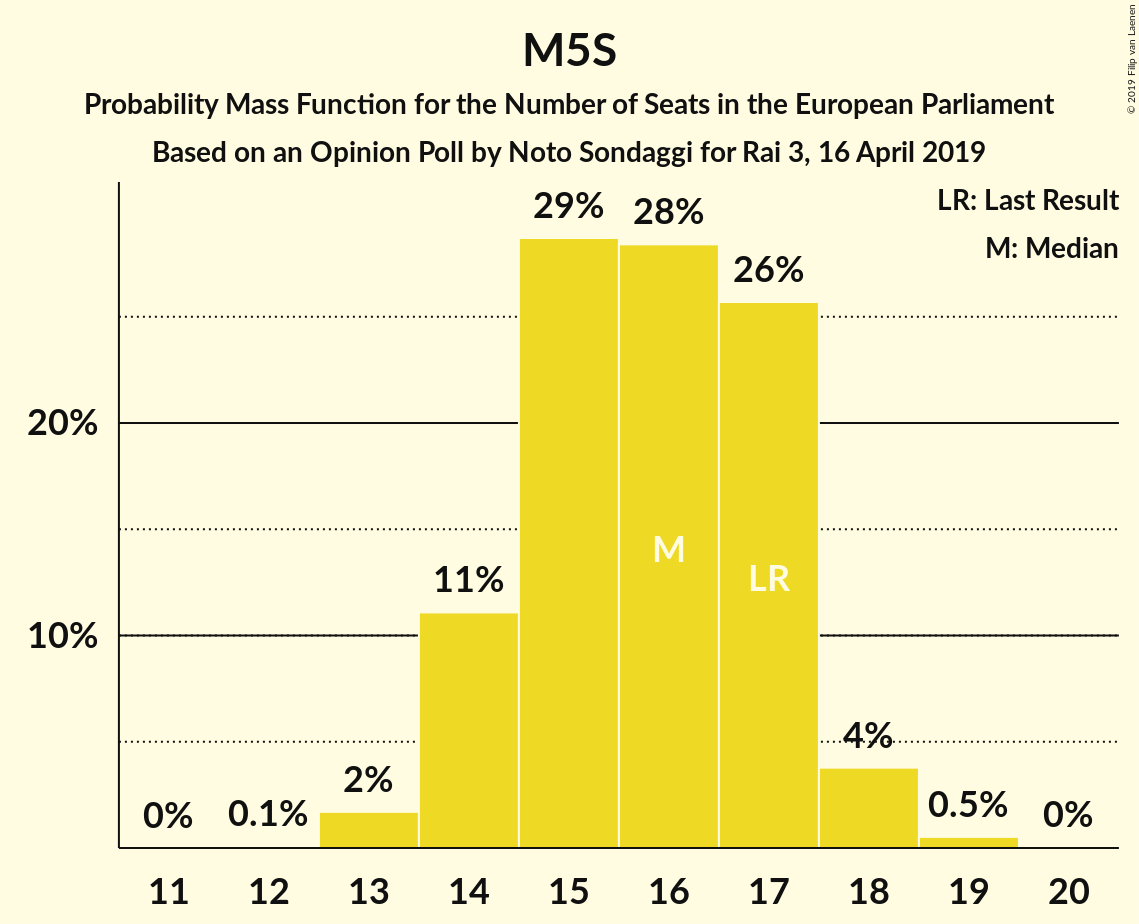 M5S
Probability Mass Function for the Number of Seats in the European Parliament
Based on an Opinion Poll by Noto Sondaggi for Rai 3, 16 April 2019
© 2019 Filip van Laenen
LR: Last Result
M: Median
29%
28%
26%
20%
M
LR
11%
10%
4%
2%
0%
0.1%
0.5%
0%
11 12 13 14 15 16 17 18 19 20